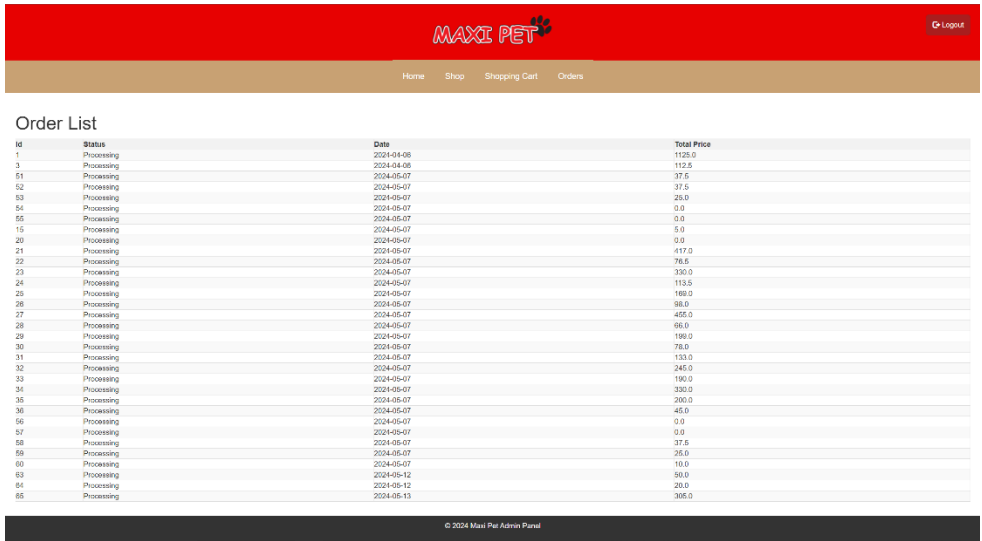 MAXI PET
Logout
Home Shop Shopping Cart Orders
Order List
Id Status Date Total Price
1 Processing 2024-04-08 1125.0
3 Processing 2024-04-08 112.5
51 Processing 2024-05-07 37.5
52 Processing 2024-05-07 37.5
53 Processing 2024-05-07 25.0
54 Processing 2024-05-07 0.0
55 Processing 2024-05-07 0.0
15 Processing 2024-05-07 5.0
20 Processing 2024-05-07 0.0
21 Processing 2024-05-07 417.0
22 Processing 2024-05-07 76.5
23 Processing 2024-05-07 330.0
24 Processing 2024-05-07 113.5
25 Processing 2024-05-07 169.0
26 Processing 2024-05-07 98.0
27 Processing 2024-05-07 455.0
28 Processing 2024-05-07 66.0
29 Processing 2024-05-07 199.0
30 Processing 2024-05-07 78.0
31 Processing 2024-05-07 133.0
32 Processing 2024-05-07 245.0
33 Processing 2024-05-07 190.0
34 Processing 2024-05-07 330.0
35 Processing 2024-05-07 200.0
36 Processing 2024-05-07 45.0
56 Processing 2024-05-07 0.0
57 Processing 2024-05-07 0.0
58 Processing 2024-05-07 37.5
59 Processing 2024-05-07 25.0
60 Processing 2024-05-07 10.0
63 Processing 2024-05-12 50.0
64 Processing 2024-05-12 20.0
65 Processing 2024-05-13 305.0
© 2024 Maxi Pet Admin Panel